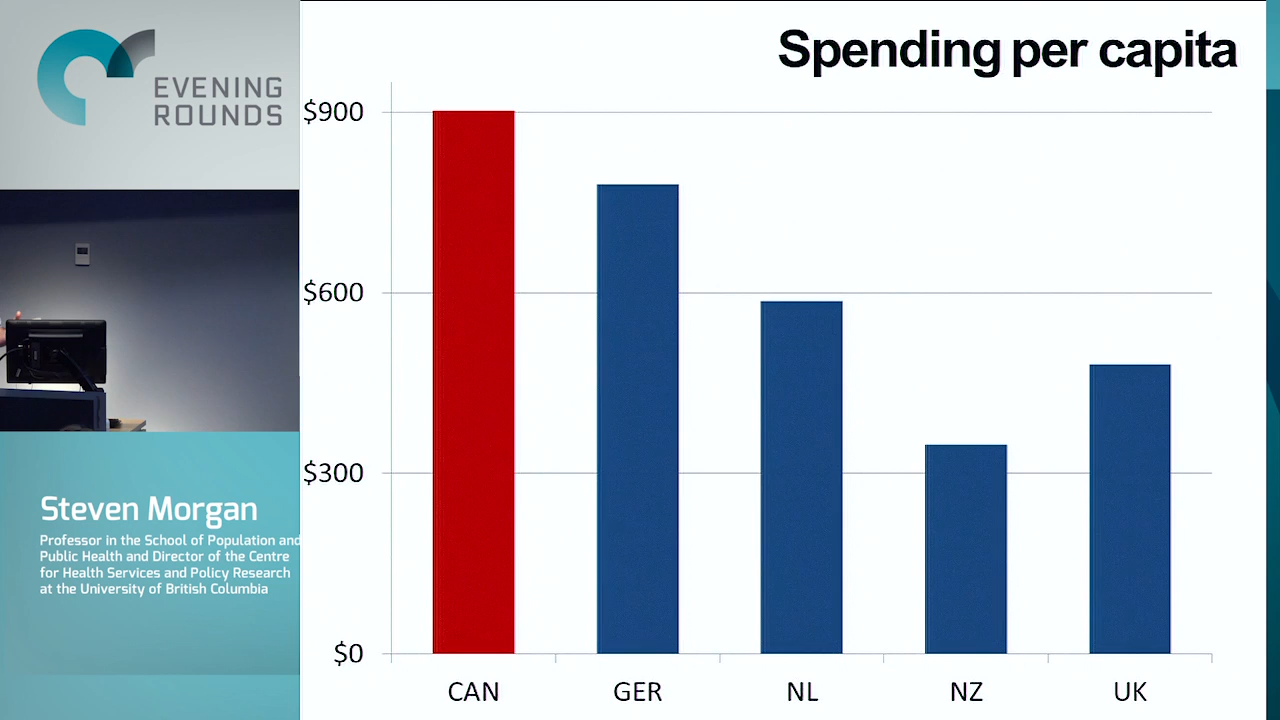 EVENING
ROUNDS
Steven Morgan
Professor in the School of Population and
Public Health and Director of the Centre
for Health Services and Policy Research
at the University of British Columbia
Spending per capita
$900
$600
$300
$0
CAN GER NL NZ UK